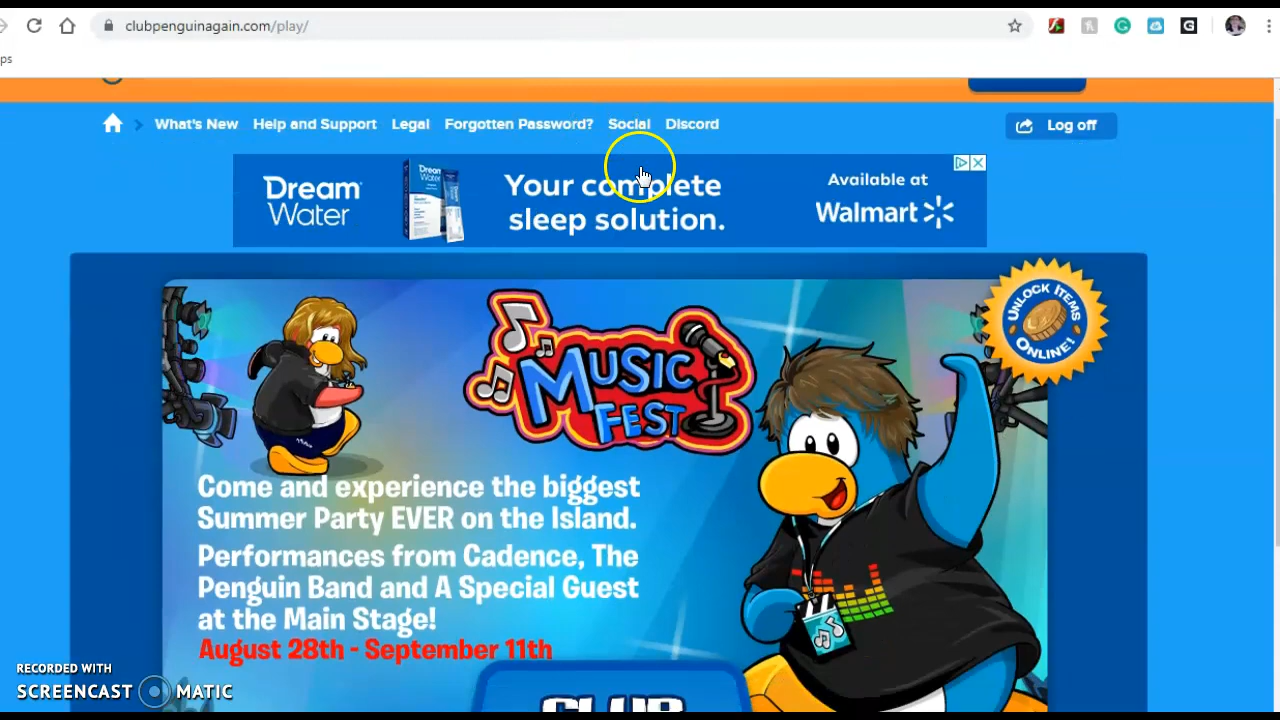 clubpenguinagain.com/play/
ps
What's New Help and Support Legal Forgotten Password? Social Discord Log off
Dream Water
Dream Water
Your complete
sleep solution.
Available at
Walmart
UNLOCK ITEMS
ONLINE!
MUSIC
FEST
Come and experience the biggest
Summer Party EVER on the Island.
Performances from Cadence, The
Penguin Band and A Special Guest
at the Main Stage!
August 28th - September 11th
CLUB
RECORDED WITH
SCREENCAST MATIC